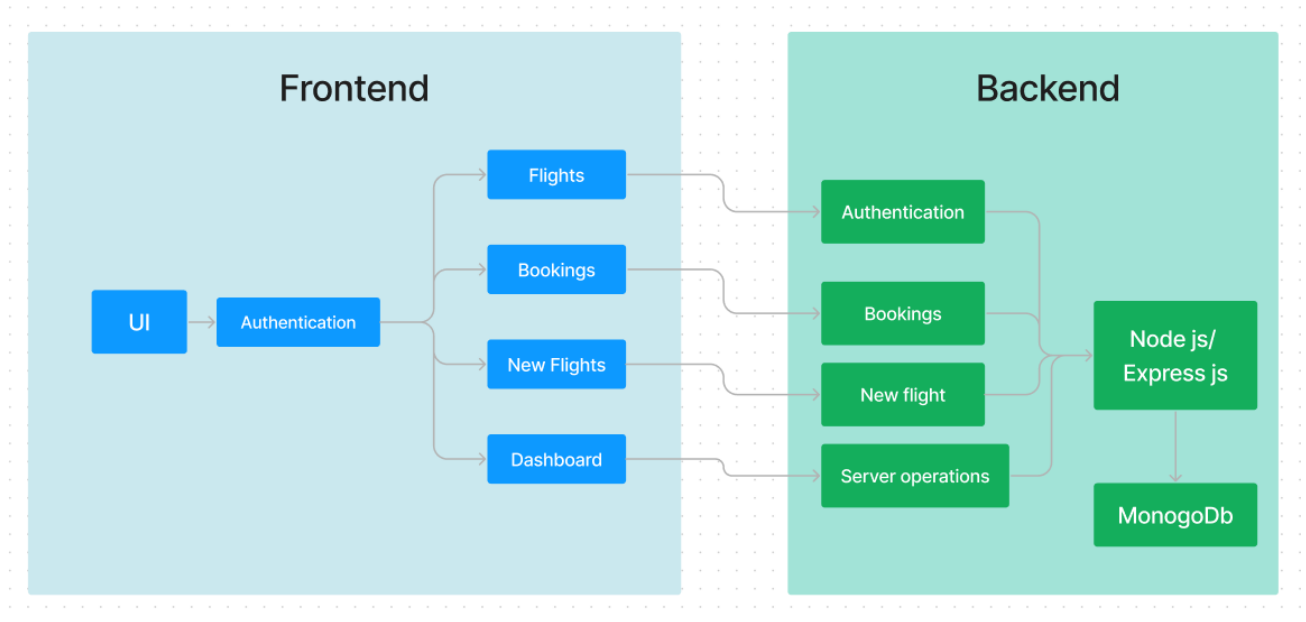 Frontend
UI
Authentication
Flights
Bookings
New Flights
Dashboard
Backend
Authentication
Bookings
New flight
Server operations
Node js/
Express js
MonogoDb